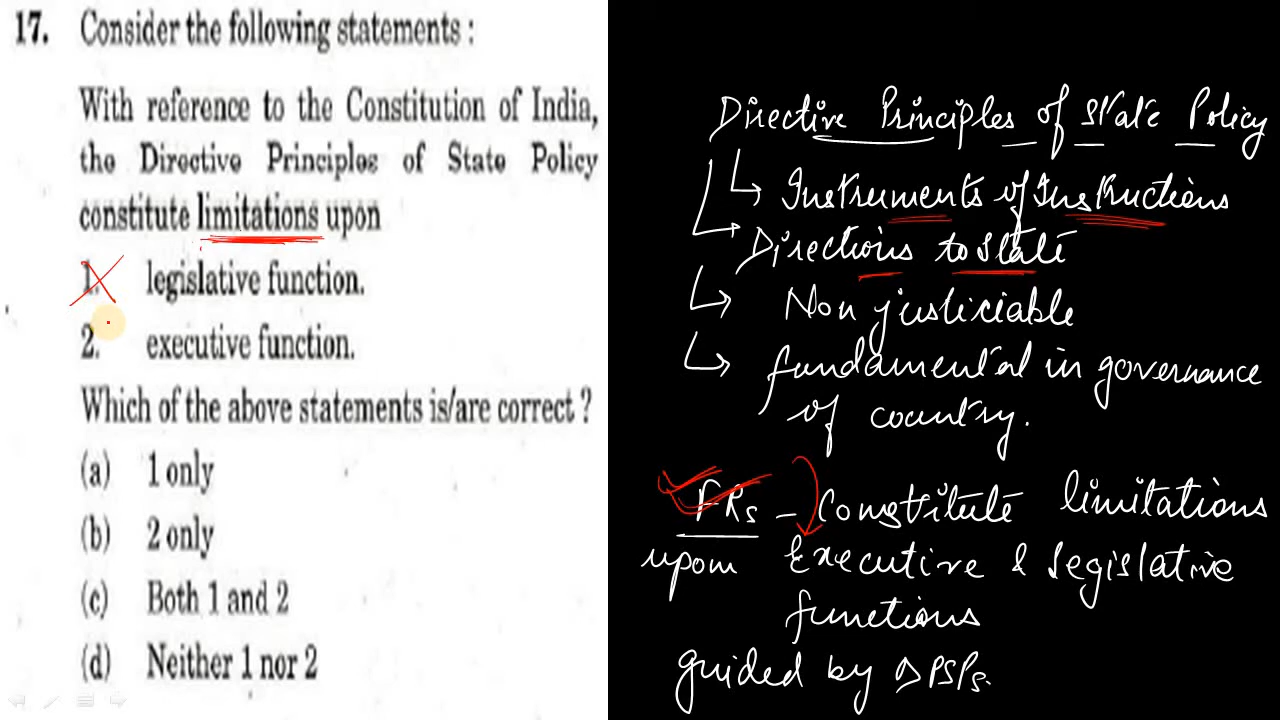 17. Consider the following statements :
With reference to the Constitution of India,
the Directive Principles of State Policy
constitute limitations upon
1. legislative function.
2. executive function.
Which of the above statements is/are correct ?
(a) 1 only
(b) 2 only
(c) Both 1 and 2
(d) Neither 1 nor 2
Directive Principles of State Policy
Instruments of Instructions
Directions to State
Non justiciable
fundamental in governance
of country.
FRs - Constitute limitations
upon Executive & legislative
functions
guided by DPSPs.